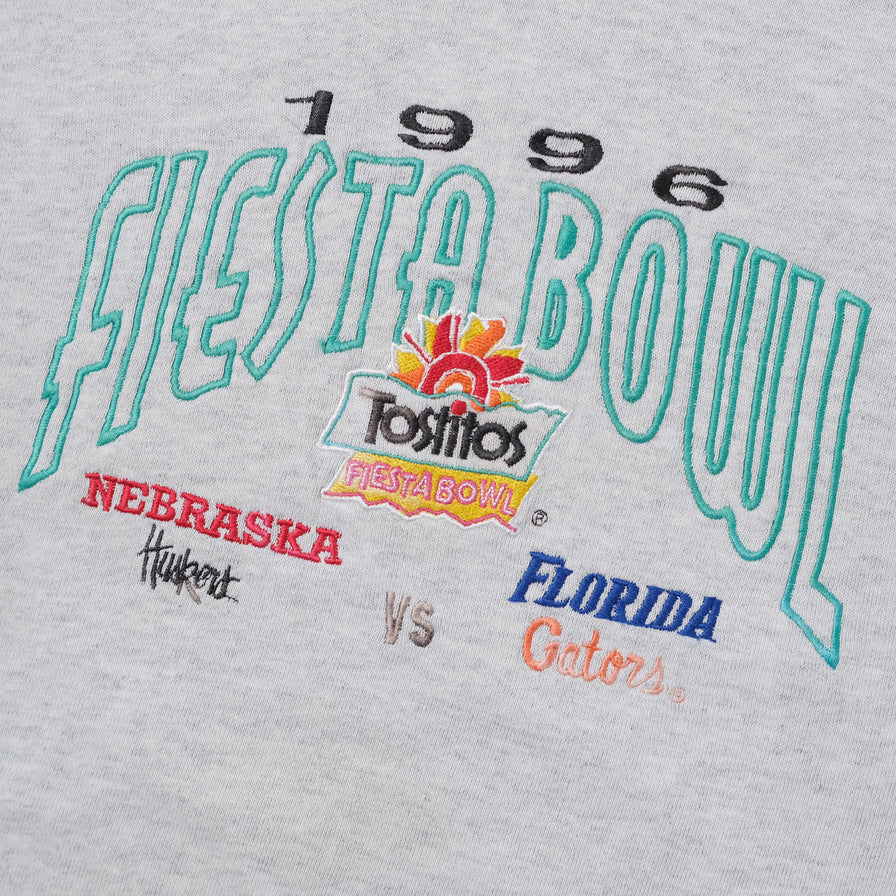 1996
FIESTA BOWL
Tostitos
FIESTA BOWL ®
NEBRASKA
Huskers
VS
FLORIDA
Gators ®